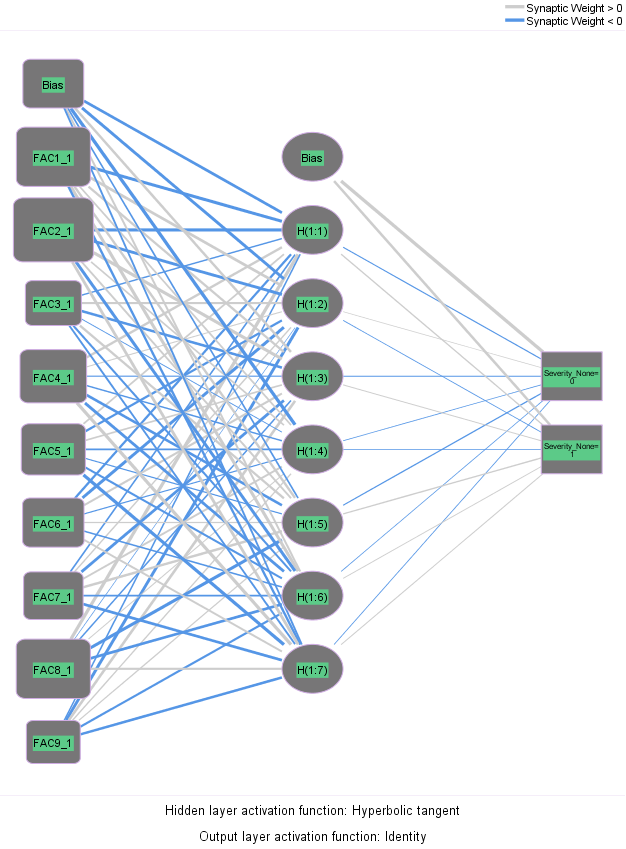 Synaptic Weight > 0
Synaptic Weight < 0
Bias
FAC1_1
FAC2_1
FAC3_1
FAC4_1
FAC5_1
FAC6_1
FAC7_1
FAC8_1
FAC9_1
Bias
H(1:1)
H(1:2)
H(1:3)
H(1:4)
H(1:5)
H(1:6)
H(1:7)
Severity_None=
0
Severity_None=
1
Hidden layer activation function: Hyperbolic tangent
Output layer activation function: Identity